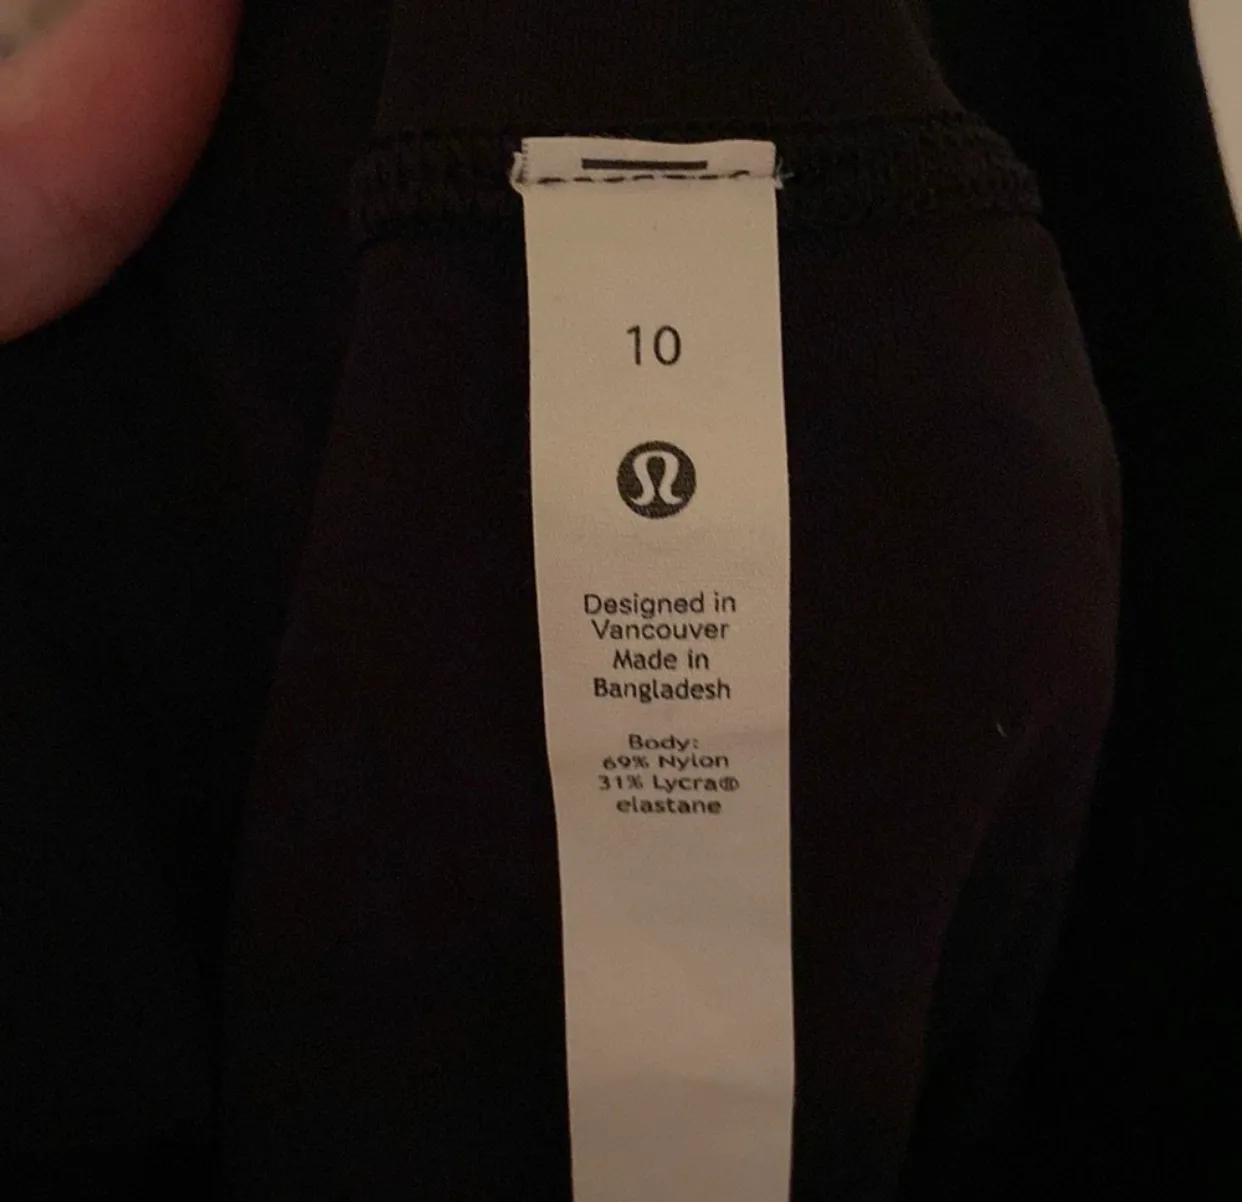 10
Designed in
Vancouver
Made in
Bangladesh
Body:
69% Nylon
31% Lycra®
elastane